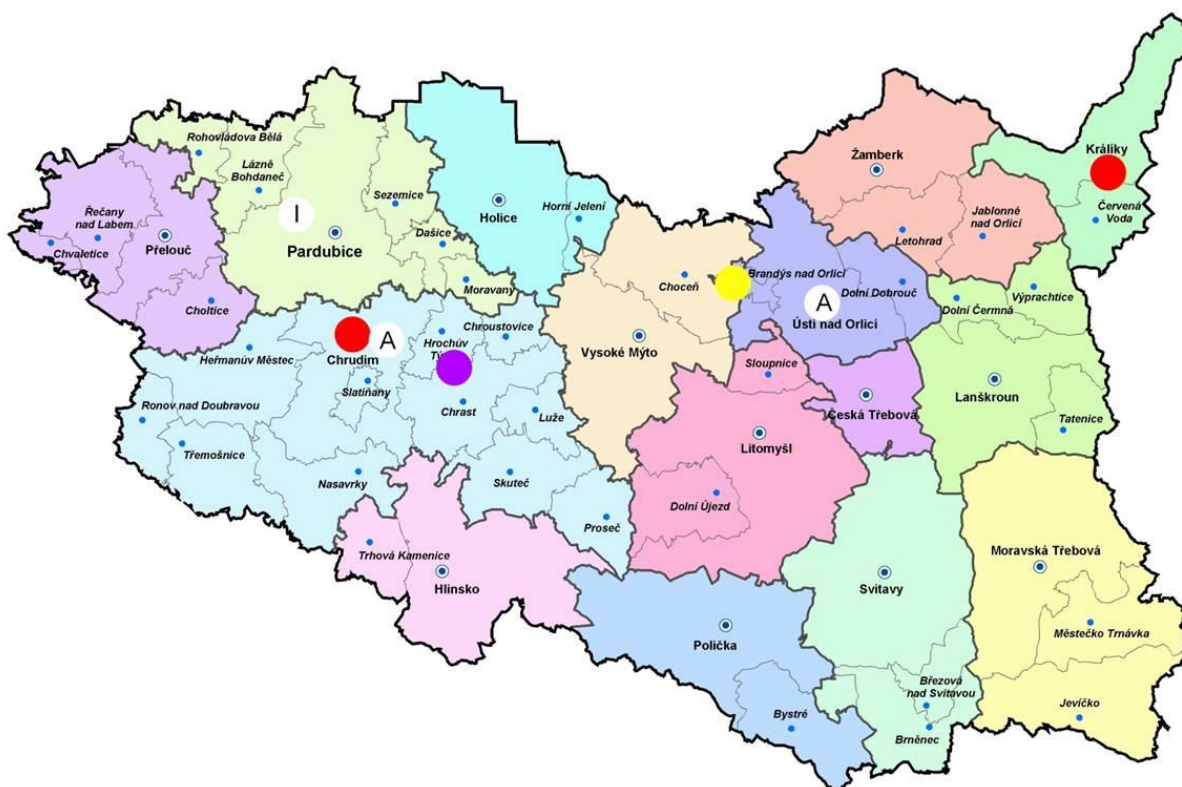 Králiky
Rohovládova Bělá
Žamberk
Lázně
Bohdaneč
Sezemice
Holice
Horní Jelení
Červená
Voda
Řečany
nad Labem
I
Jablonné
nad Orlicí
Přelouč
Dašice
Letohrad
Chvaletice
Pardubice
Moravany
Choceň
Brandýs nad Orlicí
Dolní Dobrouč
Výprachtice
Choltice
A
Dolní Čermná
Ústí nad Orlicí
Chroustovice
Hrochův
A
Heřmanův Městec
Chrudim
Vysoké Mýto
Sloupnice
Slatiňany
Lanškroun
Ronov nad Doubravou
Chrast
Luže
Česká Třebová
Tatenice
Třemošnice
Litomyšl
Nasavrky
Skuteč
Dolní Újezd
Proseč
Trhová Kamenice
Moravská Třebová
Hlinsko
Svitavy
Městečko Trnávka
Polička
Březová
nad Svitavou
Jevíčko
Bystré
Brněnec